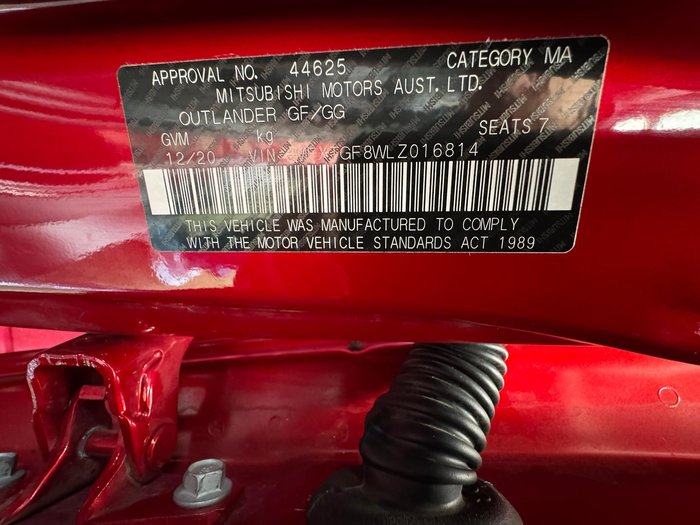 APPROVAL NO. 44625 CATEGORY MA
MITSUBISHI MOTORS AUST. LTD.
OUTLANDER GF/GG
GVM kg SEATS 7
12/20 VIN GF8WLZ016814
THIS VEHICLE WAS MANUFACTURED TO COMPLY
WITH THE MOTOR VEHICLE STANDARDS ACT 1989